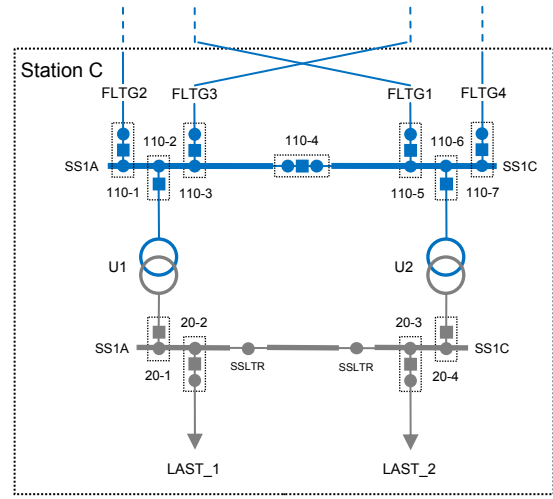 Station C
FLTG2
FLTG3
FLTG1
FLTG4
110-2
110-4
110-6
SS1A
SS1C
110-1
110-3
110-5
110-7
U1
U2
20-2
20-3
SS1A
SS1C
20-1
SSLTR
SSLTR
20-4
LAST_1
LAST_2